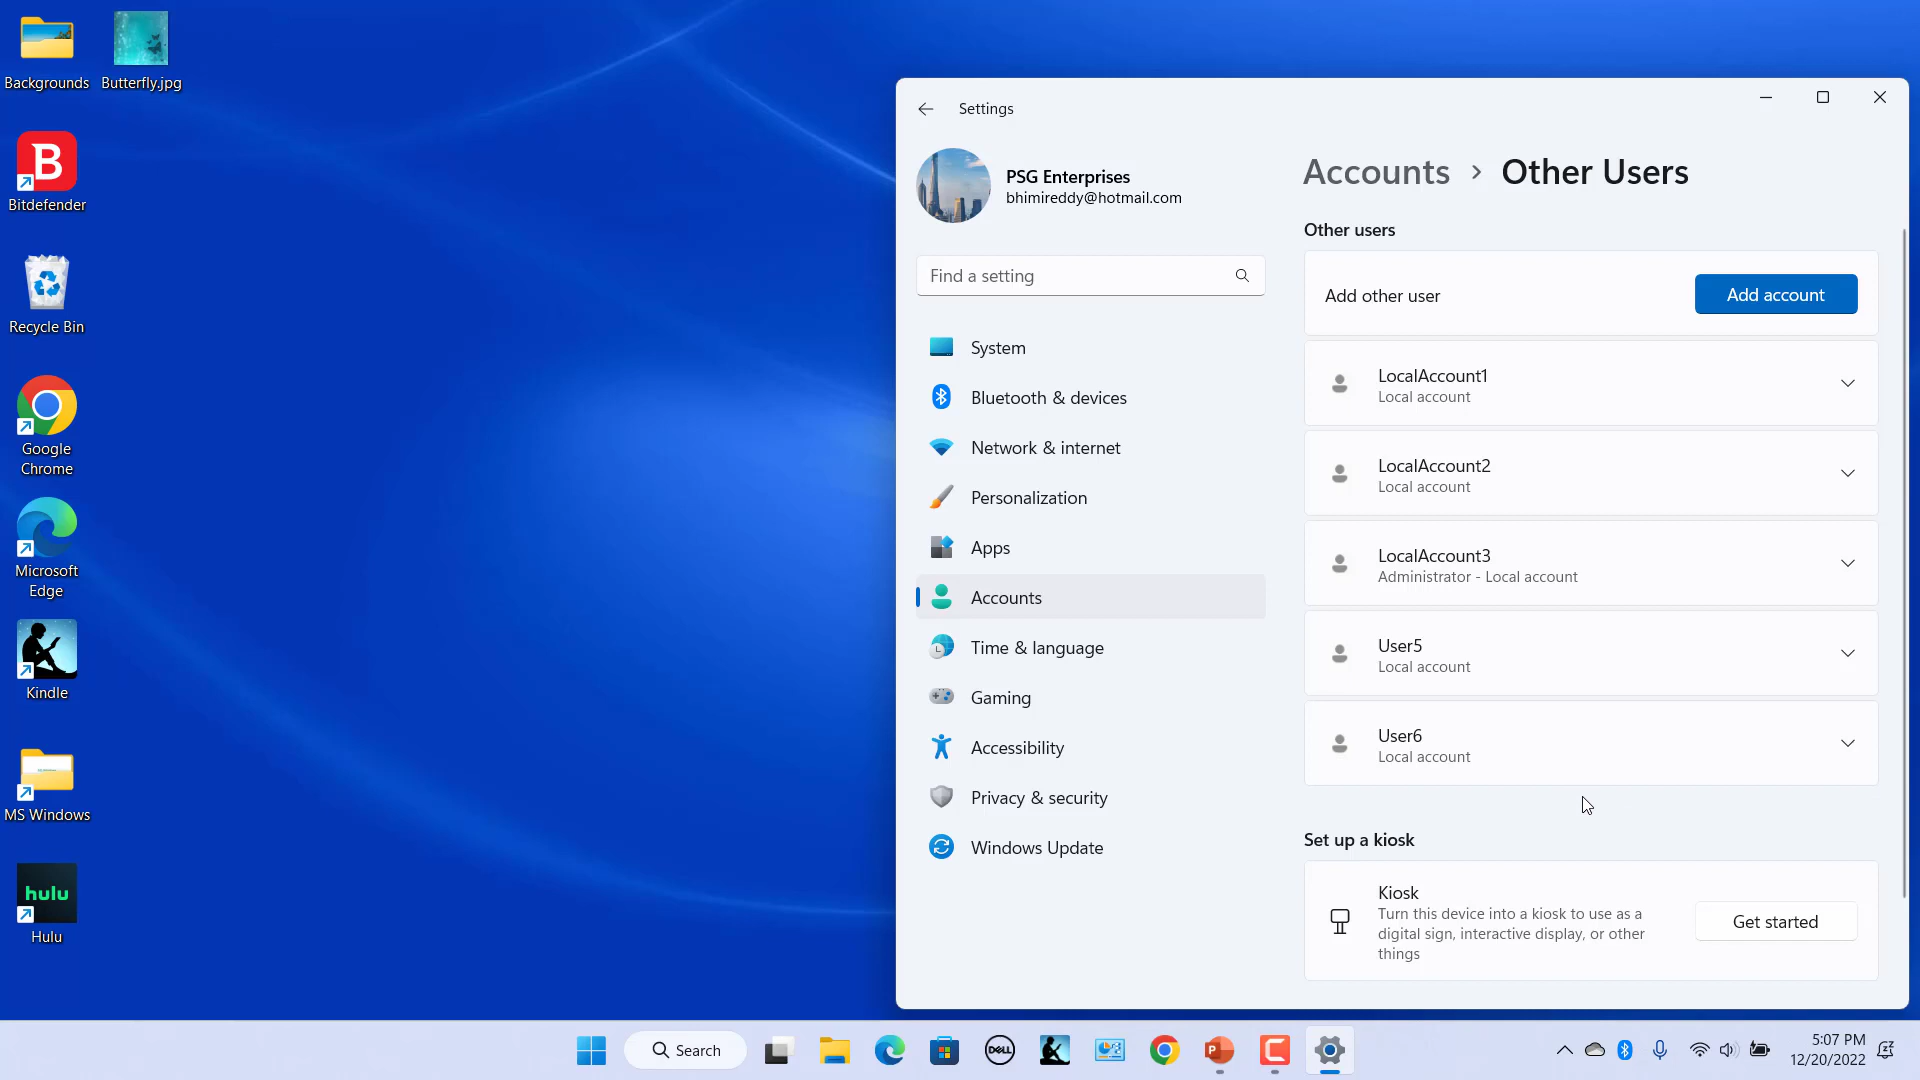 Backgrounds
Butterfly.jpg
B
Bitdefender
Recycle Bin
Google
Chrome
Microsoft
Edge
Kindle
MS Windows
hulu
Hulu
Settings
PSG Enterprises
bhimireddy@hotmail.com
Find a setting
System
Bluetooth & devices
Network & internet
Personalization
Apps
Accounts
Time & language
Gaming
Accessibility
Privacy & security
Windows Update
Accounts > Other Users
Other users
Add other user
Add account
LocalAccount1
Local account
LocalAccount2
Local account
LocalAccount3
Administrator - Local account
User5
Local account
User6
Local account
Set up a kiosk
Kiosk
Turn this device into a kiosk to use as a
digital sign, interactive display, or other
things
Get started
Search
DELL
P
C
5:07 PM
12/20/2022